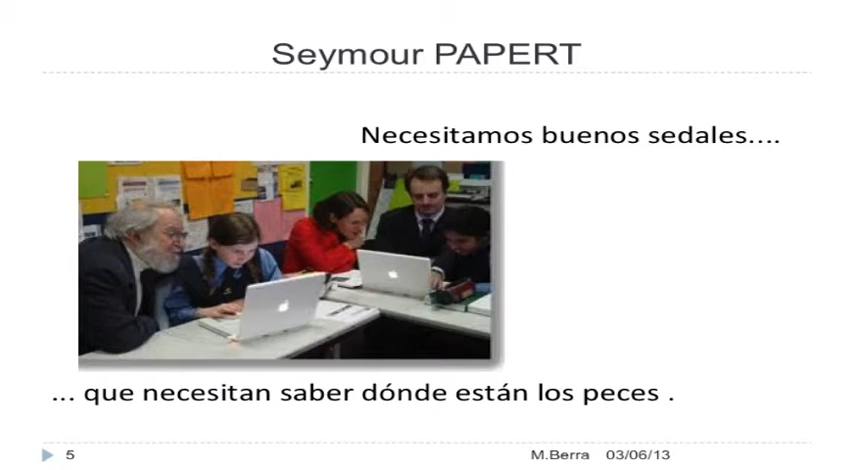 Seymour PAPERT
Necesitamos buenos sedales....
... que necesitan saber dónde están los peces .
5
M.Berra 03/06/13